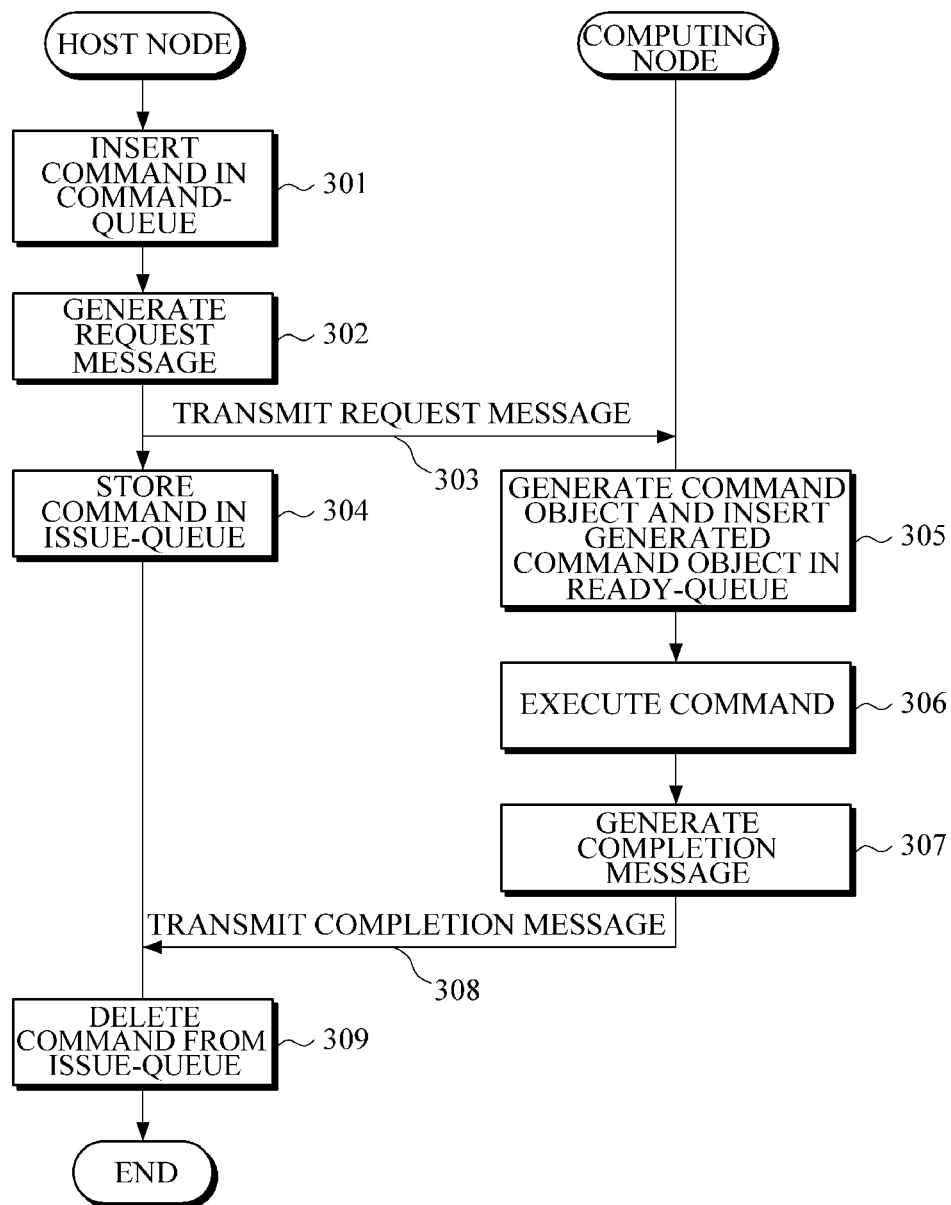 HOST NODE
COMPUTING
NODE
INSERT
COMMAND IN
COMMAND-
QUEUE
301
GENERATE
REQUEST
MESSAGE
302
TRANSMIT REQUEST MESSAGE
303
STORE
COMMAND IN
ISSUE-QUEUE
304
GENERATE COMMAND
OBJECT AND INSERT
GENERATED
COMMAND OBJECT IN
READY-QUEUE
305
EXECUTE COMMAND
306
GENERATE
COMPLETION
MESSAGE
307
TRANSMIT COMPLETION MESSAGE
308
DELETE
COMMAND FROM
ISSUE-QUEUE
309
END